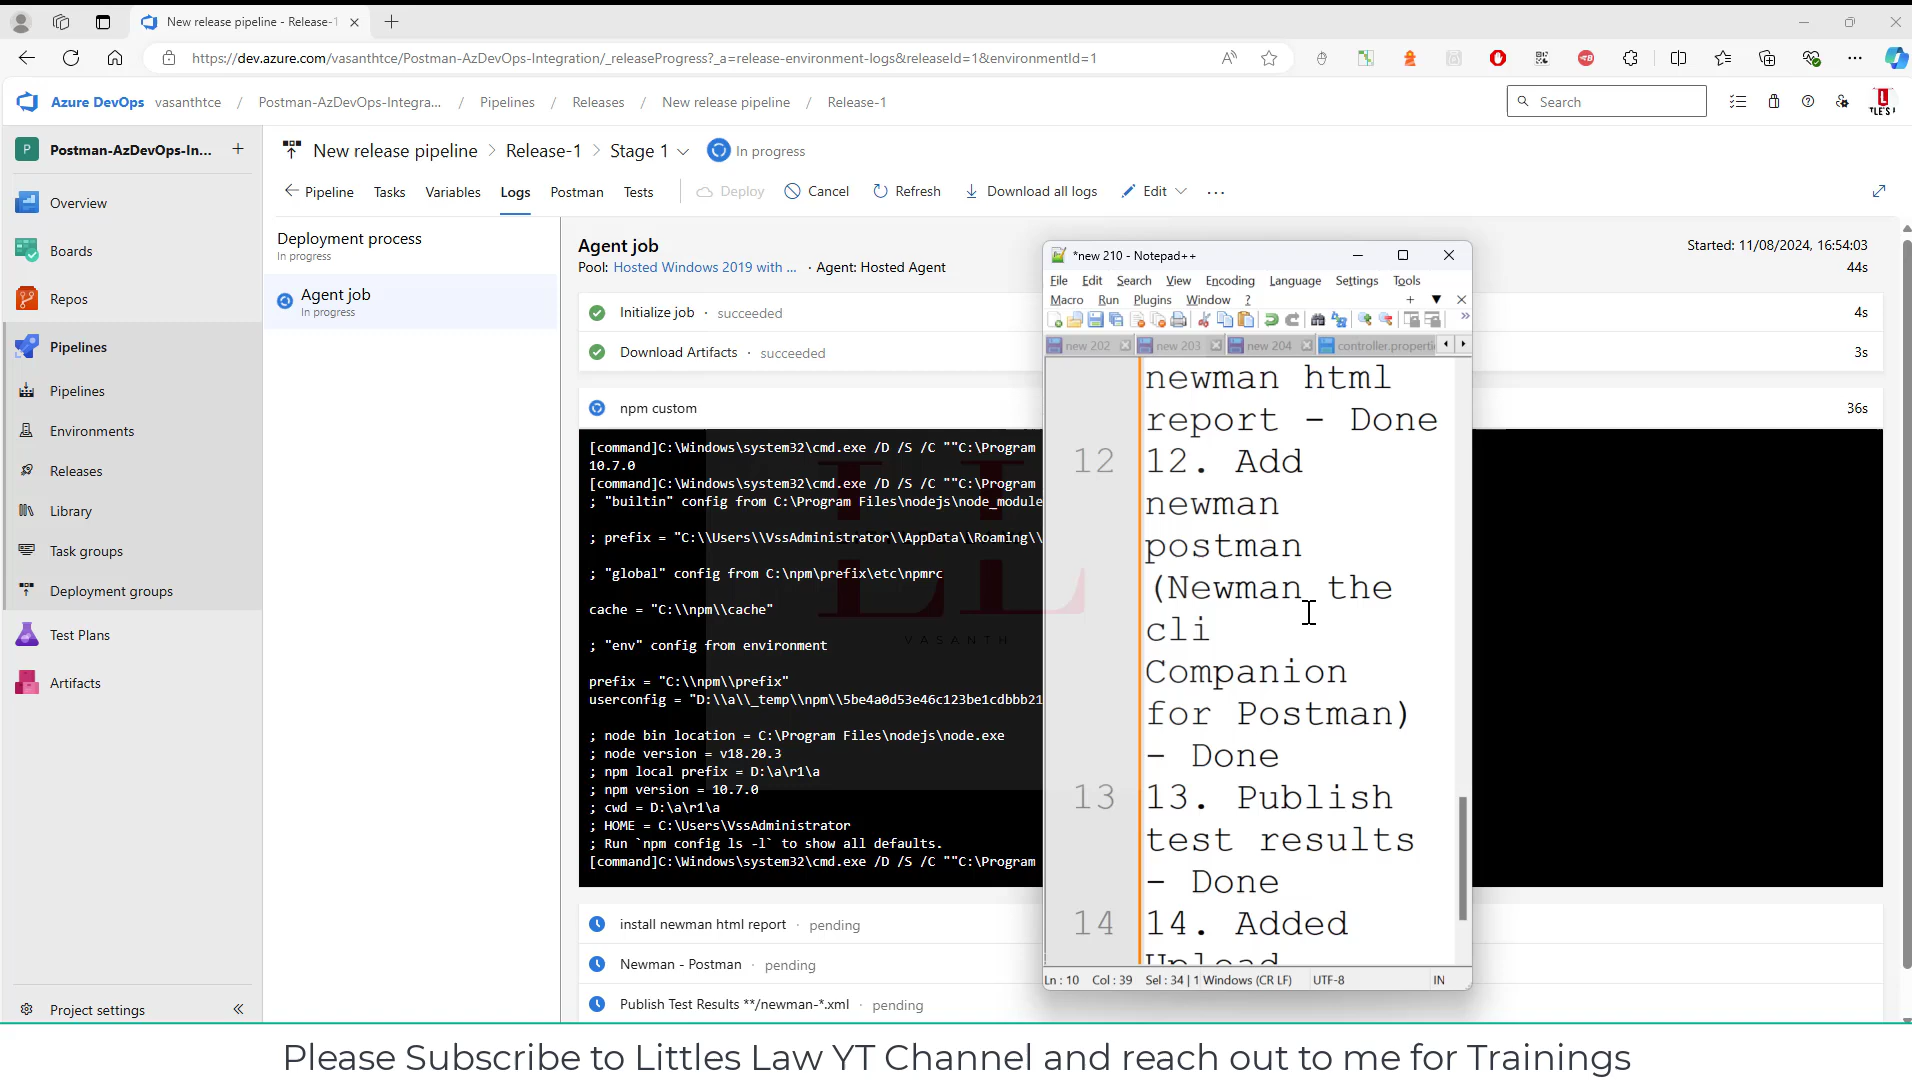 New release pipeline - Release-1
https://dev.azure.com/vasanthtce/Postman-AzDevOps-Integration/_releaseProgress?_a=release-environment-logs&releaseId=1&environmentId=1
Azure DevOps vasanthtce / Postman-AzDevOps-Integra... / Pipelines / Releases / New release pipeline / Release-1
Search
P Postman-AzDevOps-In... +
New release pipeline > Release-1 > Stage 1 In progress
Pipeline Tasks Variables Logs Postman Tests Deploy Cancel Refresh Download all logs Edit ...
Overview
Boards
Repos
Pipelines
Pipelines
Environments
Releases
Library
Task groups
Deployment groups
Test Plans
Artifacts
Project settings
Deployment process
In progress
Agent job
In progress
Agent job
Pool: Hosted Windows 2019 with ... · Agent: Hosted Agent
Started: 11/08/2024, 16:54:03
44s
Initialize job · succeeded
4s
Download Artifacts · succeeded
3s
npm custom
36s
[command]C:\Windows\system32\cmd.exe /D /S /C ""C:\Program
10.7.0
[command]C:\Windows\system32\cmd.exe /D /S /C ""C:\Program
; "builtin" config from C:\Program Files\nodejs\node_module
; prefix = "C:\\Users\\VssAdministrator\\AppData\\Roaming\\
; "global" config from C:\npm\prefix\etc\npmrc
cache = "C:\\npm\\cache"
; "env" config from environment
prefix = "C:\\npm\\prefix"
userconfig = "D:\\a\\_temp\\npm\\5be4a0d53e46c123be1cdbbb21
; node bin location = C:\Program Files\nodejs\node.exe
; node version = v18.20.3
; npm local prefix = D:\a\r1\a
; npm version = 10.7.0
; cwd = D:\a\r1\a
; HOME = C:\Users\VssAdministrator
; Run `npm config ls -l` to show all defaults.
[command]C:\Windows\system32\cmd.exe /D /S /C ""C:\Program
VASANTH
install newman html report · pending
Newman - Postman · pending
Publish Test Results **/newman-*.xml · pending
*new 210 - Notepad++
File Edit Search View Encoding Language Settings Tools
Macro Run Plugins Window ?
new 202 new 203 new 204 controller.properti
newman html
report - Done
12 12. Add
newman
postman
(Newman the
cli
Companion
for Postman)
- Done
13 13. Publish
test results
- Done
14 14. Added
Upload
Ln : 10 Col : 39 Sel : 34 | 1 Windows (CR LF) UTF-8 IN
Please Subscribe to Littles Law YT Channel and reach out to me for Trainings